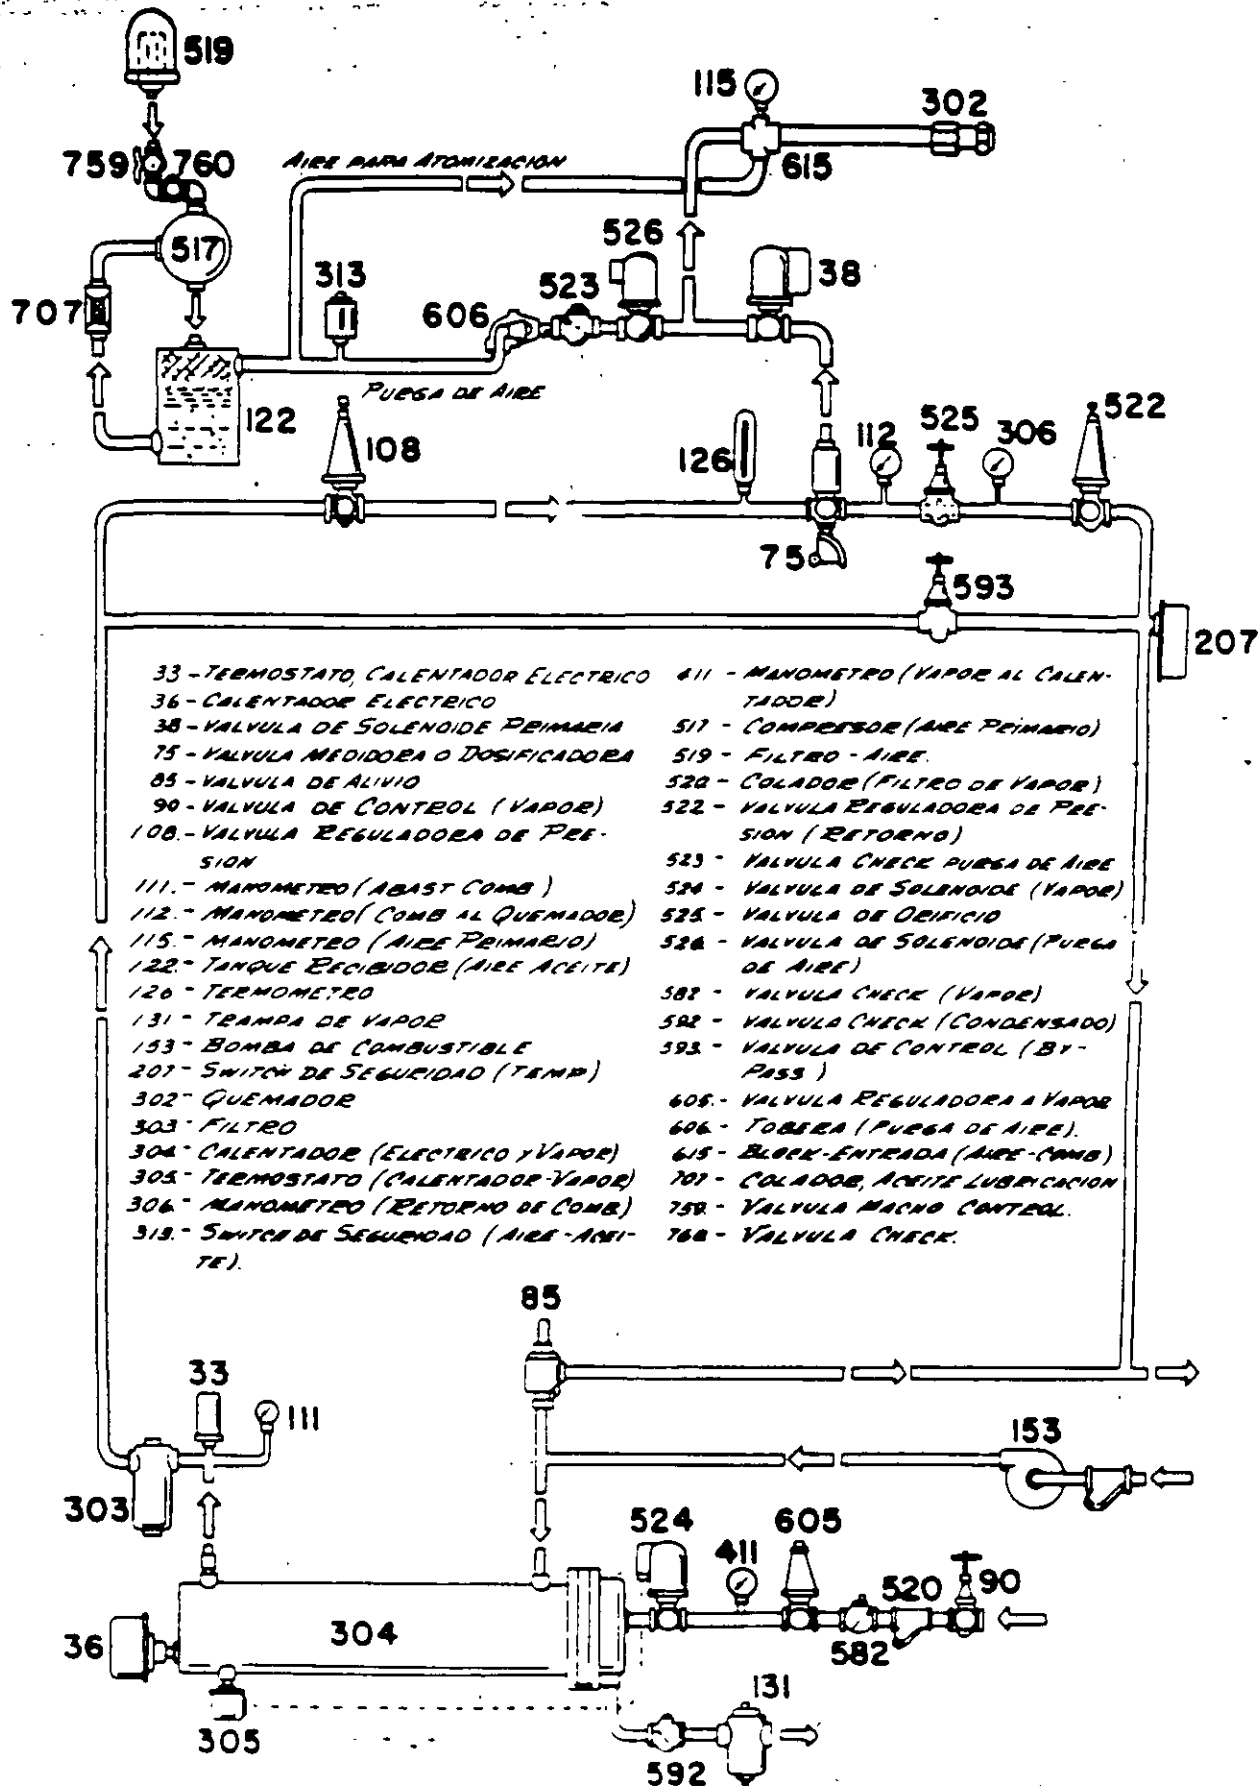 519
115
302
759
760
AIRE PARA ATOMIZACION
615
517
526
313
523
38
707
606
122
PURGA DE AIRE
108
126
112
525
306
522
75
593
207
33 - TERMOSTATO, CALENTADOR ELECTRICO
36 - CALENTADOR ELECTRICO
38 - VALVULA DE SOLENOIDE PRIMARIA
75 - VALVULA MEDIDORA O DOSIFICADORA
85 - VALVULA DE ALIVIO
90 - VALVULA DE CONTROL (VAPOR)
108.- VALVULA REGULADORA DE PRE-
SION
111.- MANOMETRO (ABAST COMB)
112.- MANOMETRO (COMB AL QUEMADOR)
115.- MANOMETRO (AIRE PRIMARIO)
122.- TANQUE RECIBIDOR (AIRE ACEITE)
126 - TERMOMETRO
131 - TRAMPA DE VAPOR
153 - BOMBA DE COMBUSTIBLE
207 - SWITCH DE SEGURIDAD (TEMP)
302 - QUEMADOR
303 - FILTRO
304 - CALENTADOR (ELECTRICO Y VAPOR)
305.- TERMOSTATO (CALENTADOR-VAPOR)
306.- MANOMETRO (RETORNO DE COMB)
313.- SWITCH DE SEGURIDAD (AIRE-ACEI-
TE).
411 - MANOMETRO (VAPOR AL CALEN-
TADOR)
517 - COMPRESSOR (AIRE PRIMARIO)
519 - FILTRO - AIRE.
520 - COLADOR (FILTRO DE VAPOR)
522 - VALVULA REGULADORA DE PRE-
SION (RETORNO)
523 - VALVULA CHECK PURGA DE AIRE
524 - VALVULA DE SOLENOIDE (VAPOR)
525.- VALVULA DE ORIFICIO
526 - VALVULA DE SOLENOIDE (PURGA
DE AIRE)
582 - VALVULA CHECK (VAPOR)
592 - VALVULA CHECK (CONDENSADO)
593.- VALVULA DE CONTROL (BY-
PASS)
605.- VALVULA REGULADORA A VAPOR
606.- TOBERA (PURGA DE AIRE).
615 - BLOCK-ENTRADA (AIRE-COMB)
707 - COLADOR, ACEITE LUBRICACION
759.- VALVULA MACHO CONTROL.
760 - VALVULA CHECK.
85
33
111
153
303
524
411
605
520
90
36
304
582
305
592
131